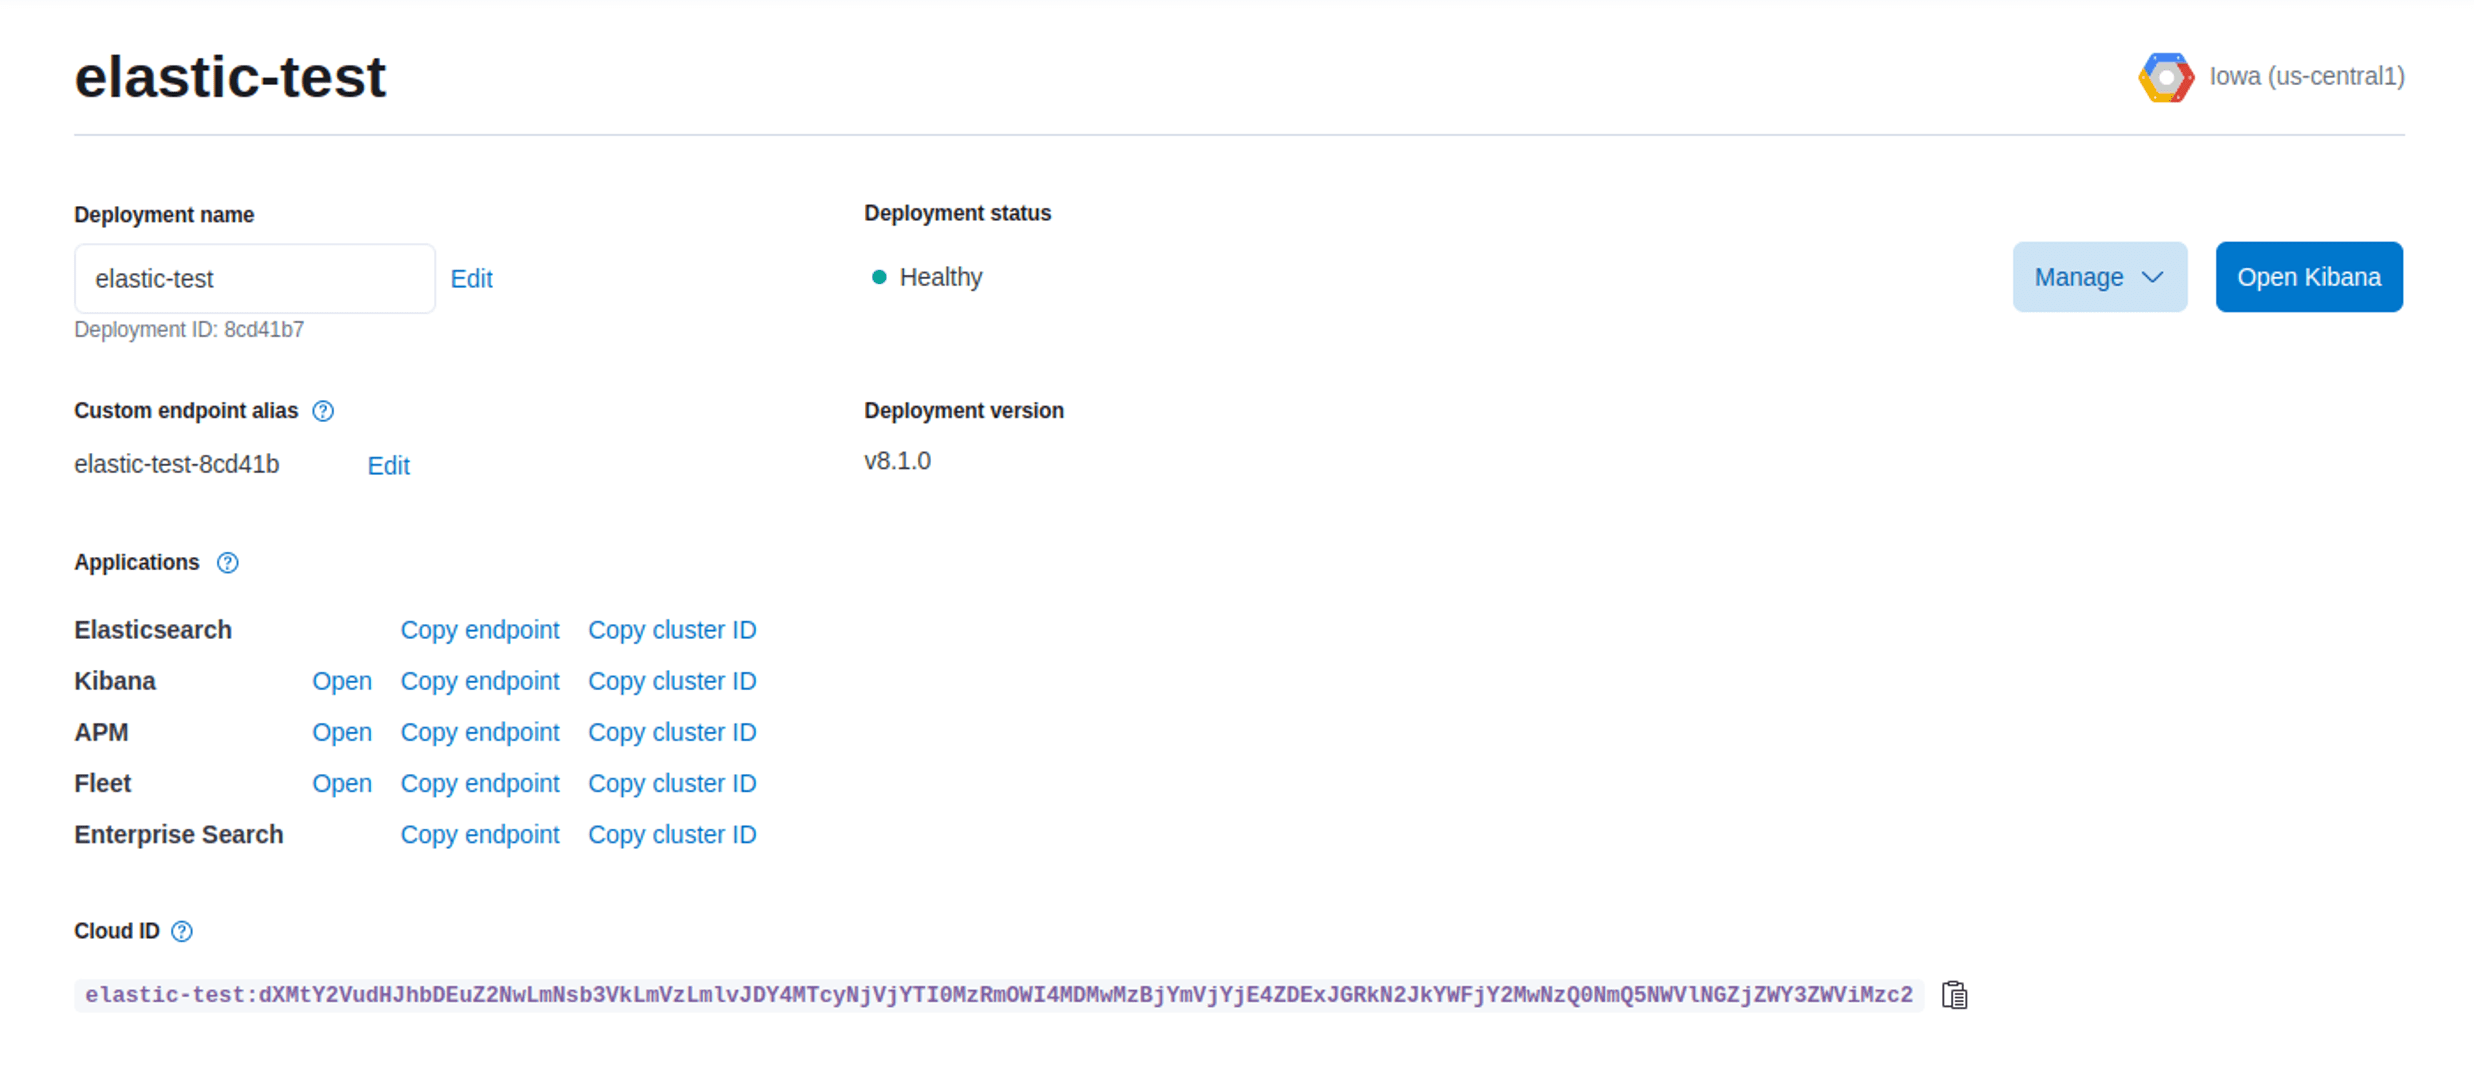 elastic-test
Iowa (us-central1)
Deployment name
Deployment status
elastic-test Edit
Healthy
Manage
Open Kibana
Deployment ID: 8cd41b7
Custom endpoint alias
Deployment version
elastic-test-8cd41b Edit
v8.1.0
Applications
Elasticsearch Copy endpoint Copy cluster ID
Kibana Open Copy endpoint Copy cluster ID
APM Open Copy endpoint Copy cluster ID
Fleet Open Copy endpoint Copy cluster ID
Enterprise Search Copy endpoint Copy cluster ID
Cloud ID
elastic-test:dXMtY2VudHJhbDEuZ2NwLmNsb3VkLmVzLmlvJDY4MTcyNjVjYTI0MzRmOWI4MDMwMzBjYmVjYjE4ZDExJGRkN2JkYWFjY2MwNzQ0NmQ5NWVlNGZjZWY3ZWViMzc2